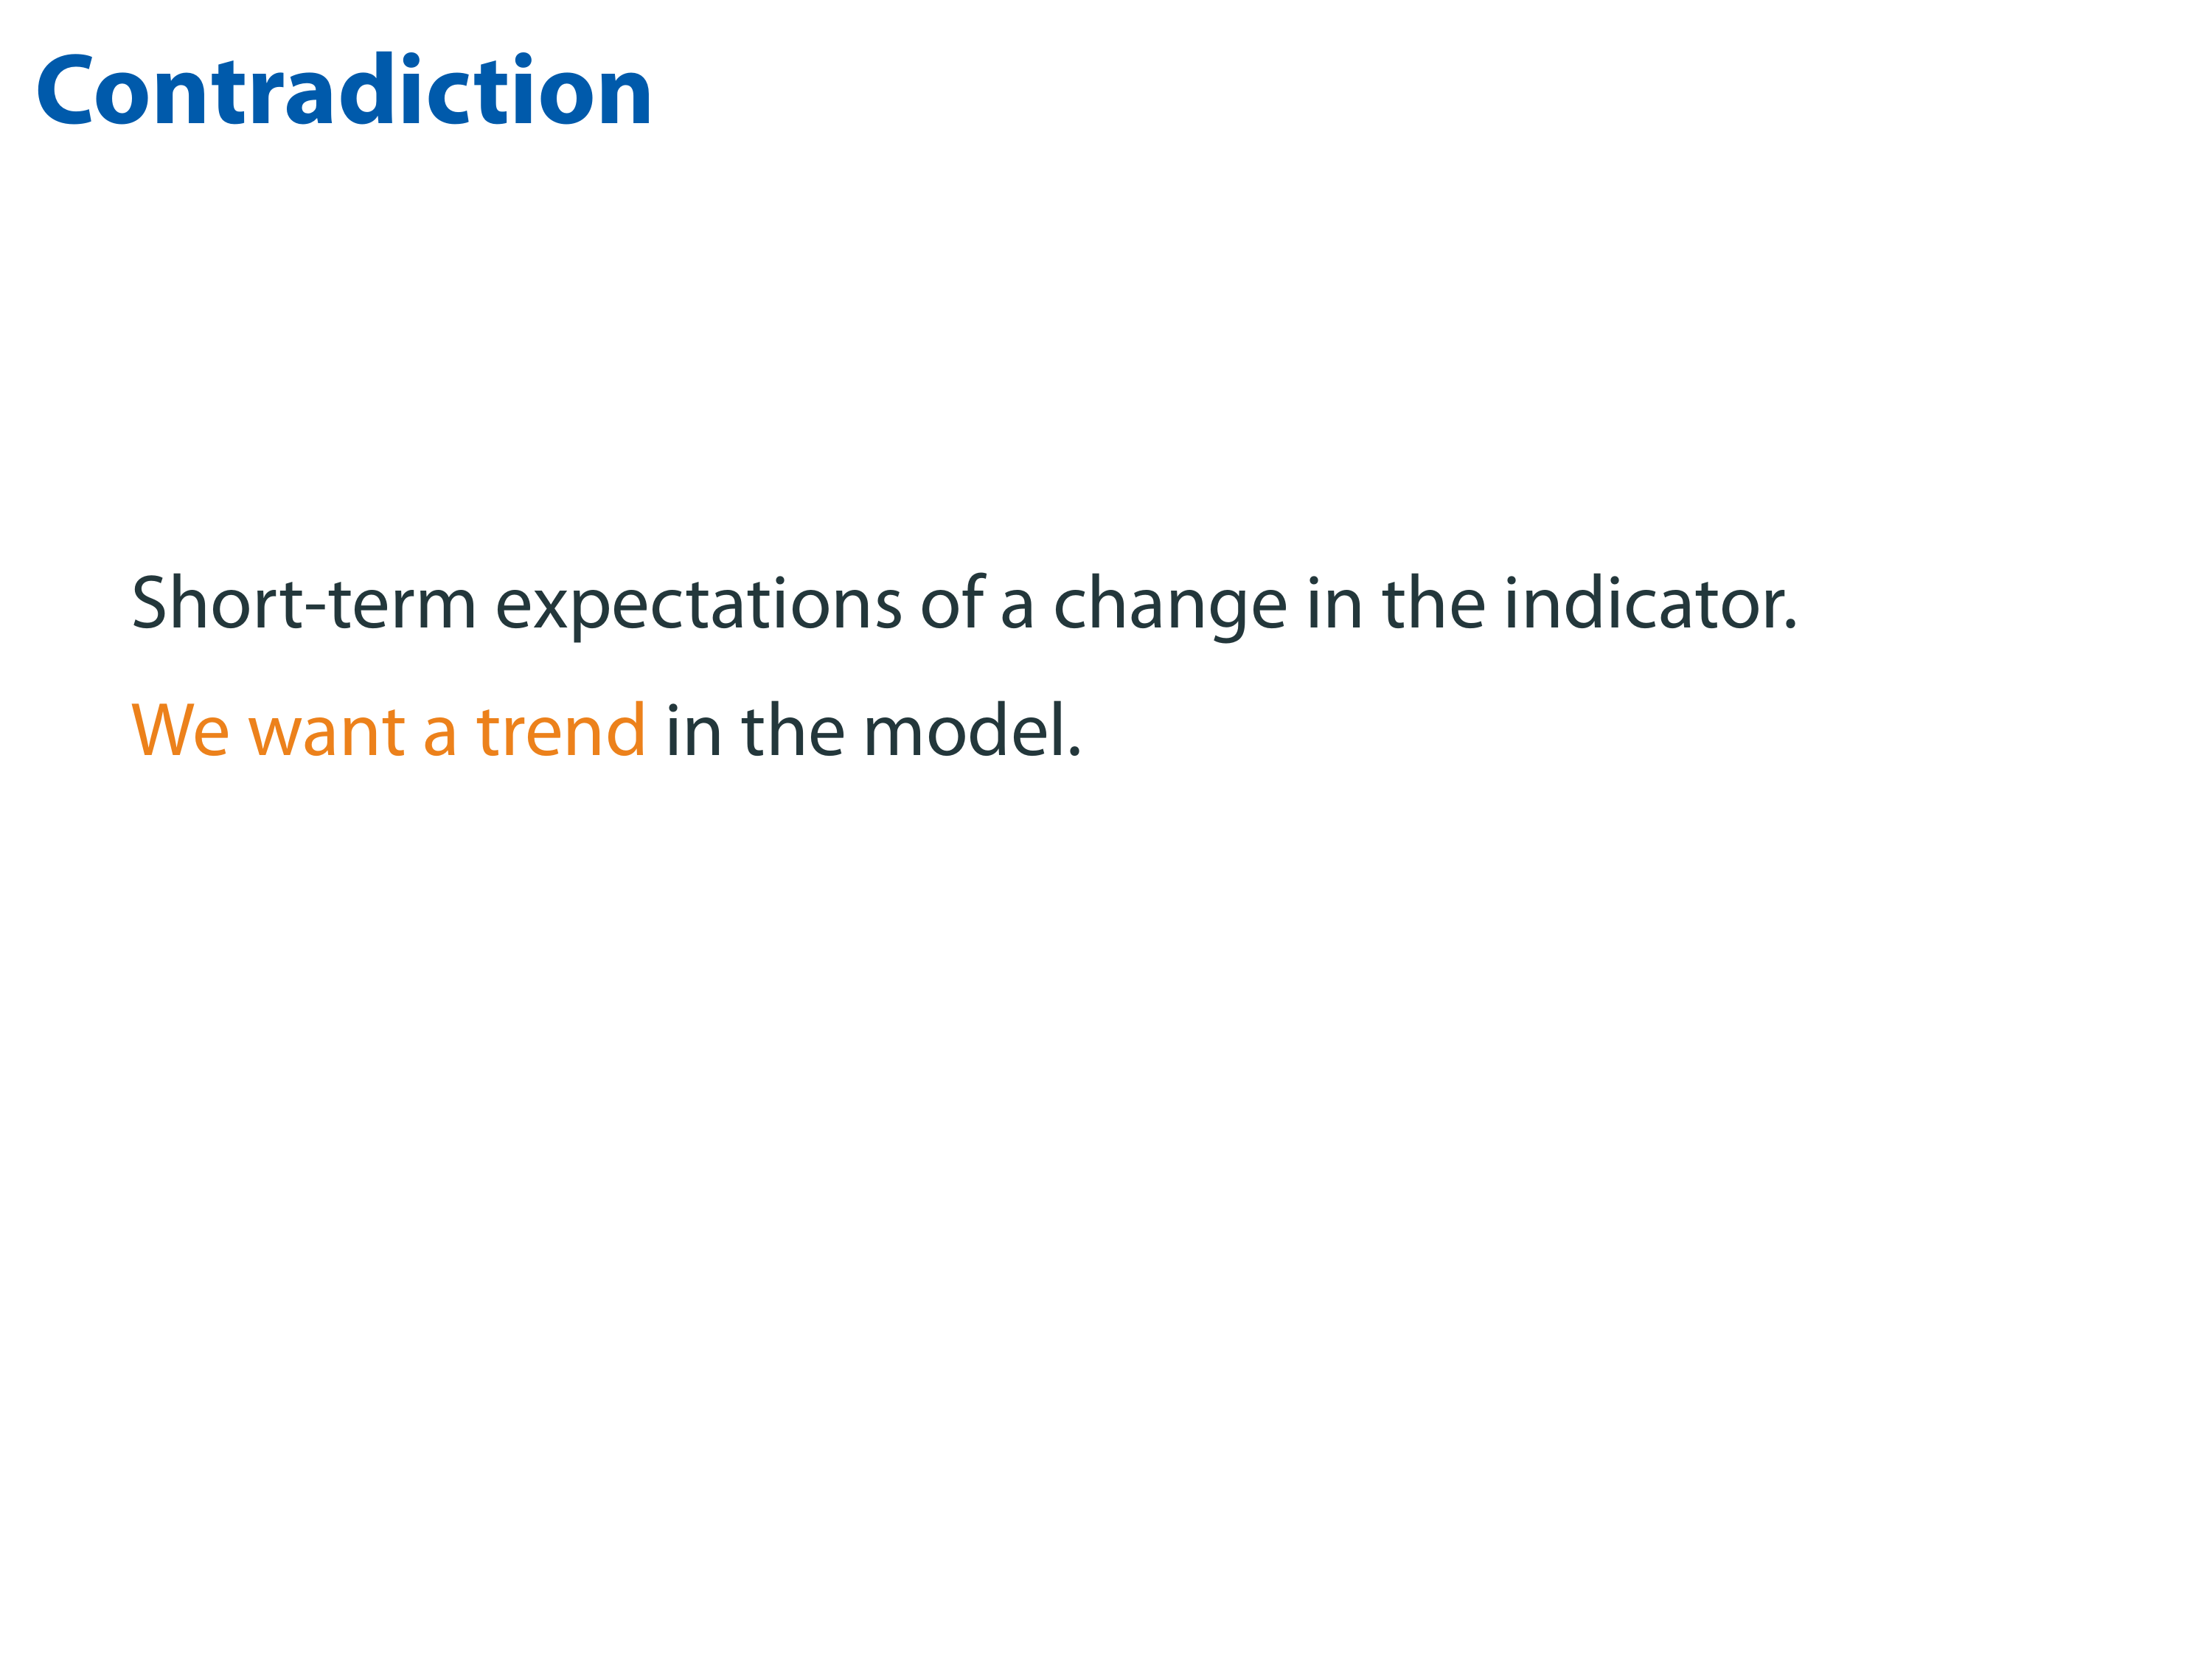 Contradiction
Short-term expectations of a change in the indicator.
We want a trend in the model.